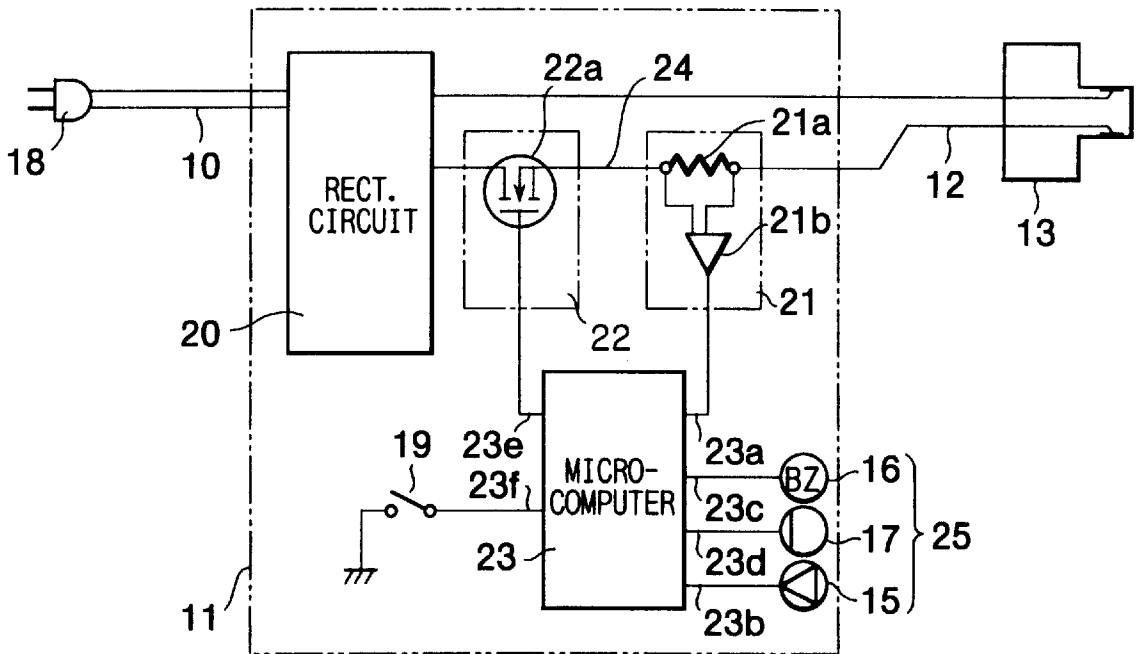 22a
24
21a
18
10
RECT.
CIRCUIT
12
13
21b
20
22
21
23e
23a
19
MICRO-
COMPUTER
BZ
16
23f
23c
17
25
23
23d
15
11
23b